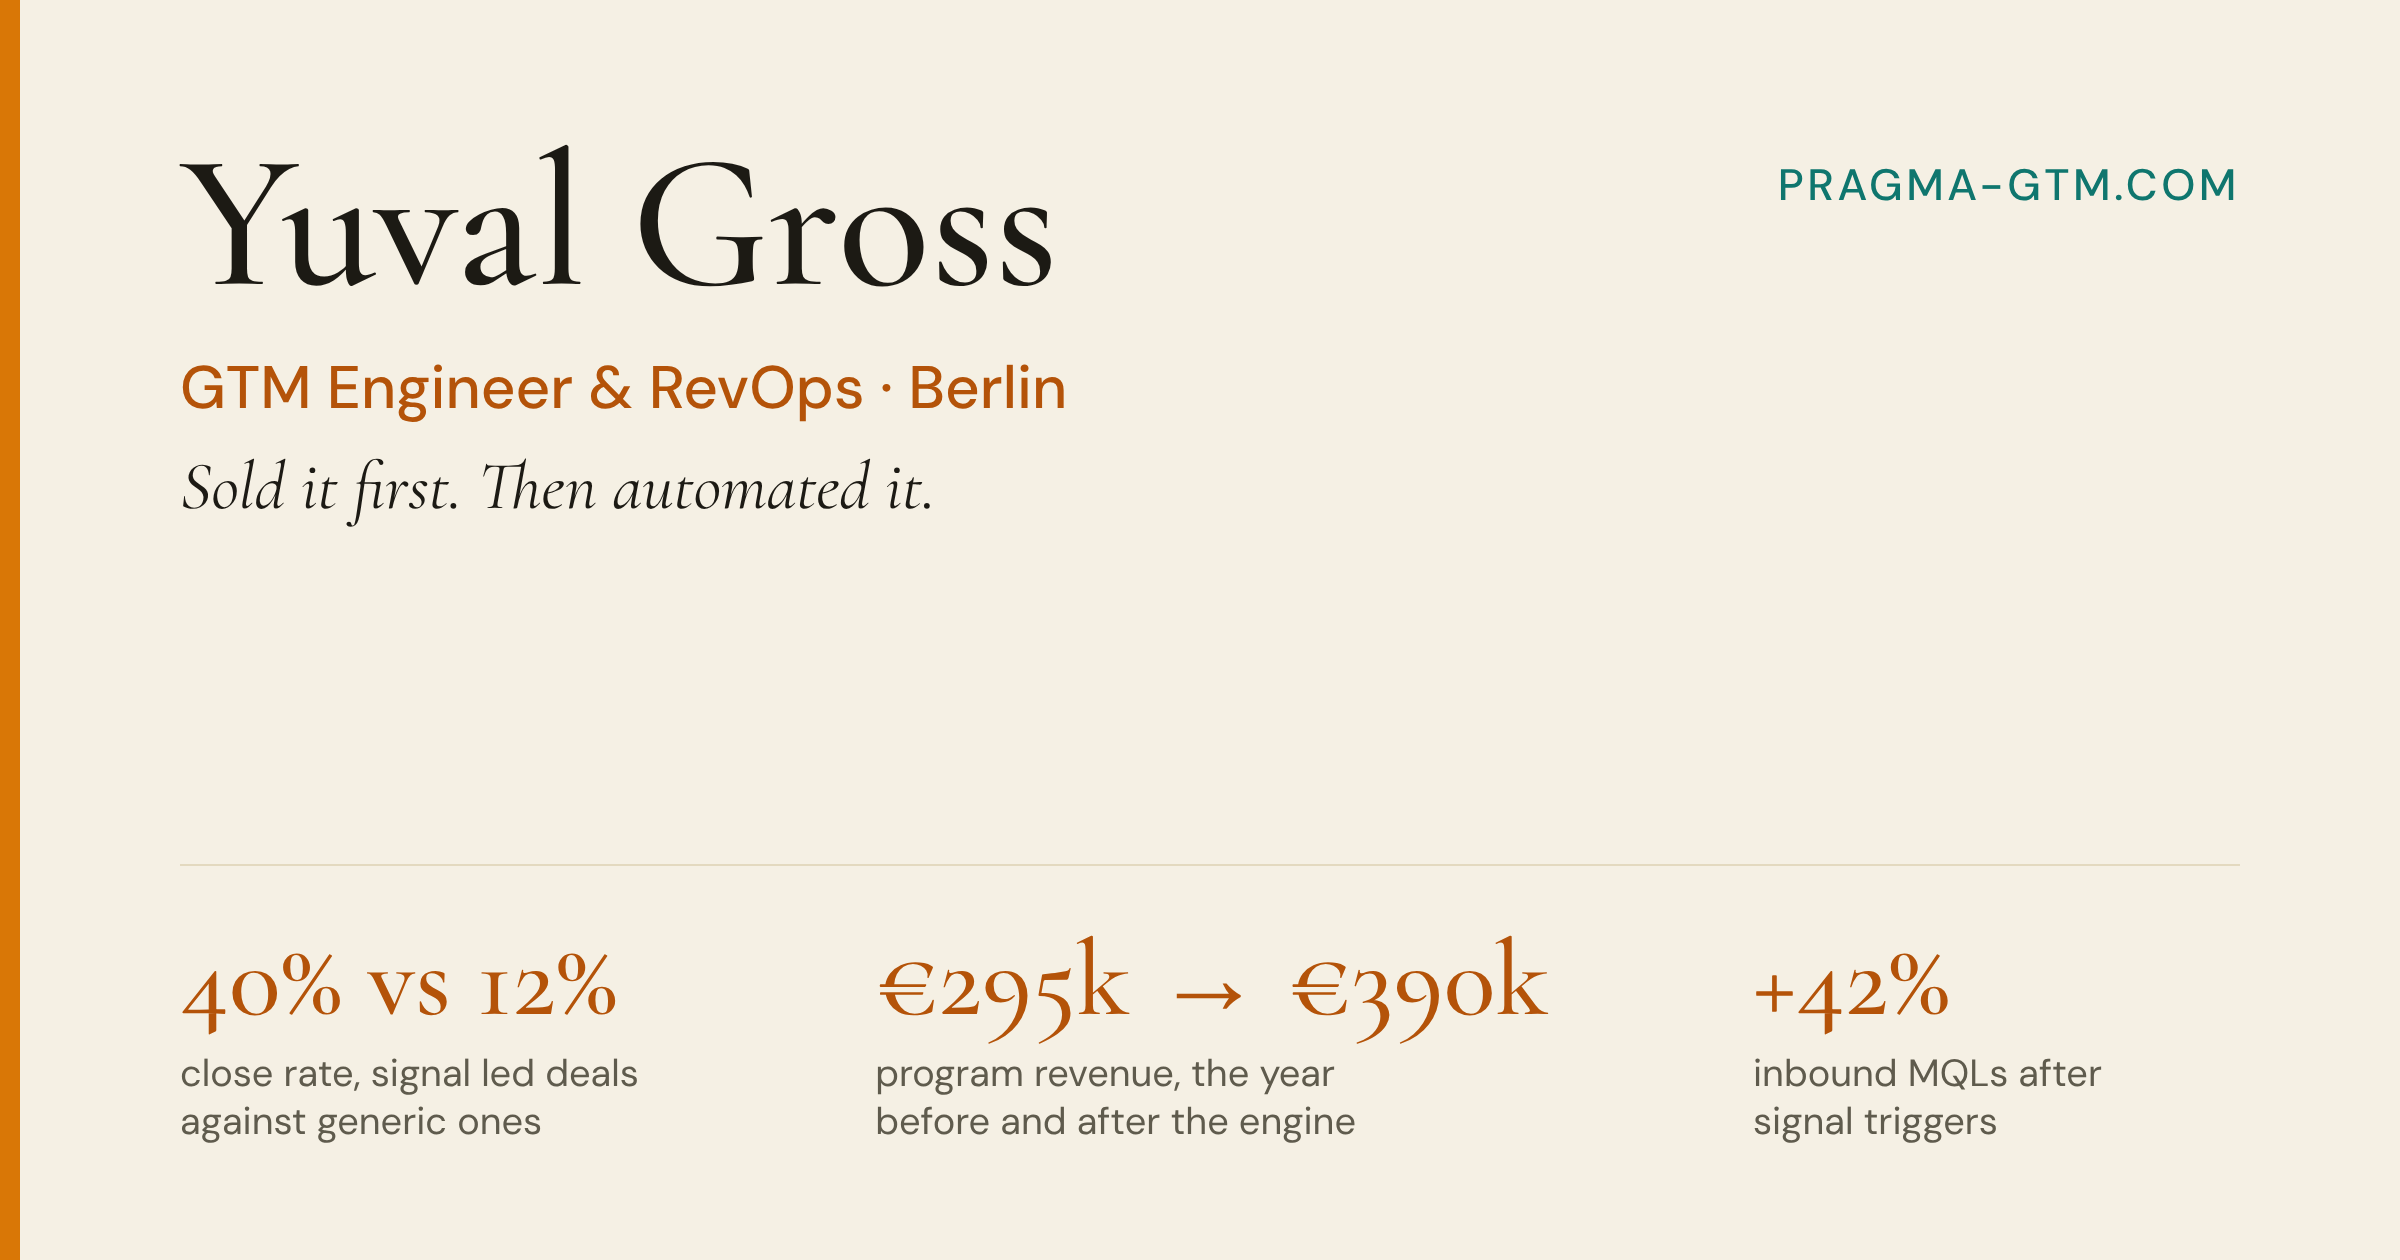 Yuval Gross
PRAGMA-GTM.COM
GTM Engineer & RevOps · Berlin
Sold it first. Then automated it.
40% vs 12%
close rate, signal led deals
against generic ones
€295k → €390k
program revenue, the year
before and after the engine
+42%
inbound MQLs after
signal triggers